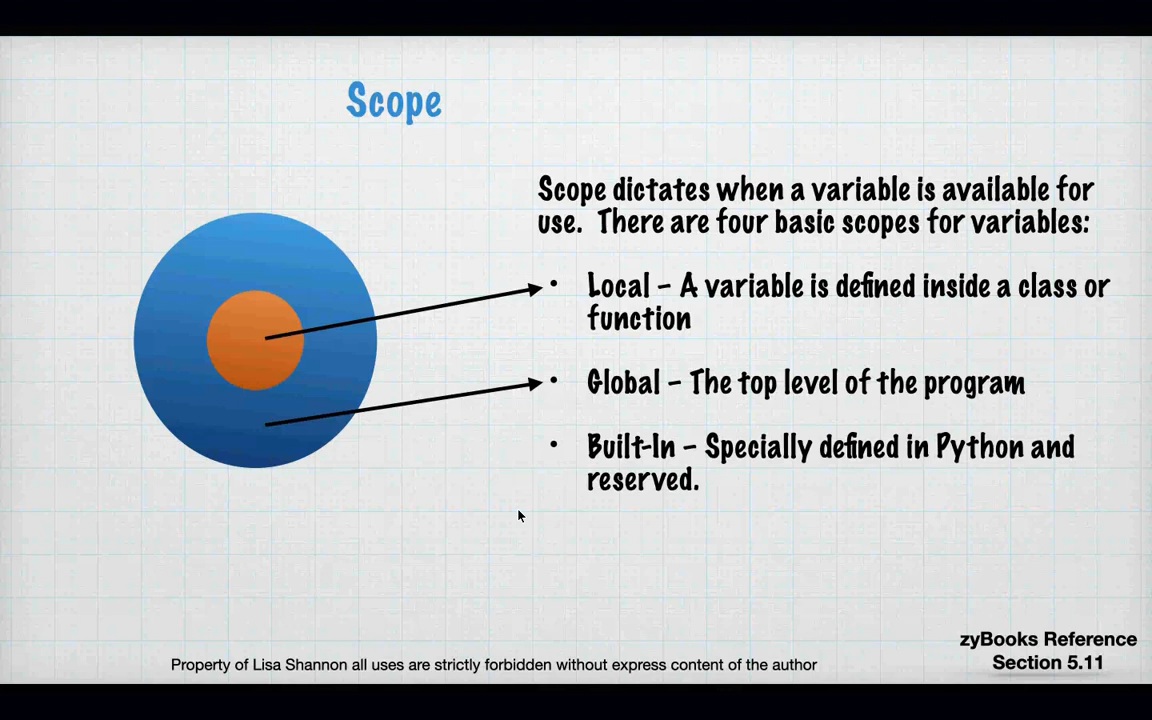 Scope
Scope dictates when a variable is available for
use.  There are four basic scopes for variables:
• Local – A variable is defined inside a class or
function
• Global – The top level of the program
• Built-In – Specially defined in Python and
reserved.
zyBooks Reference
Section 5.11
Property of Lisa Shannon all uses are strictly forbidden without express content of the author